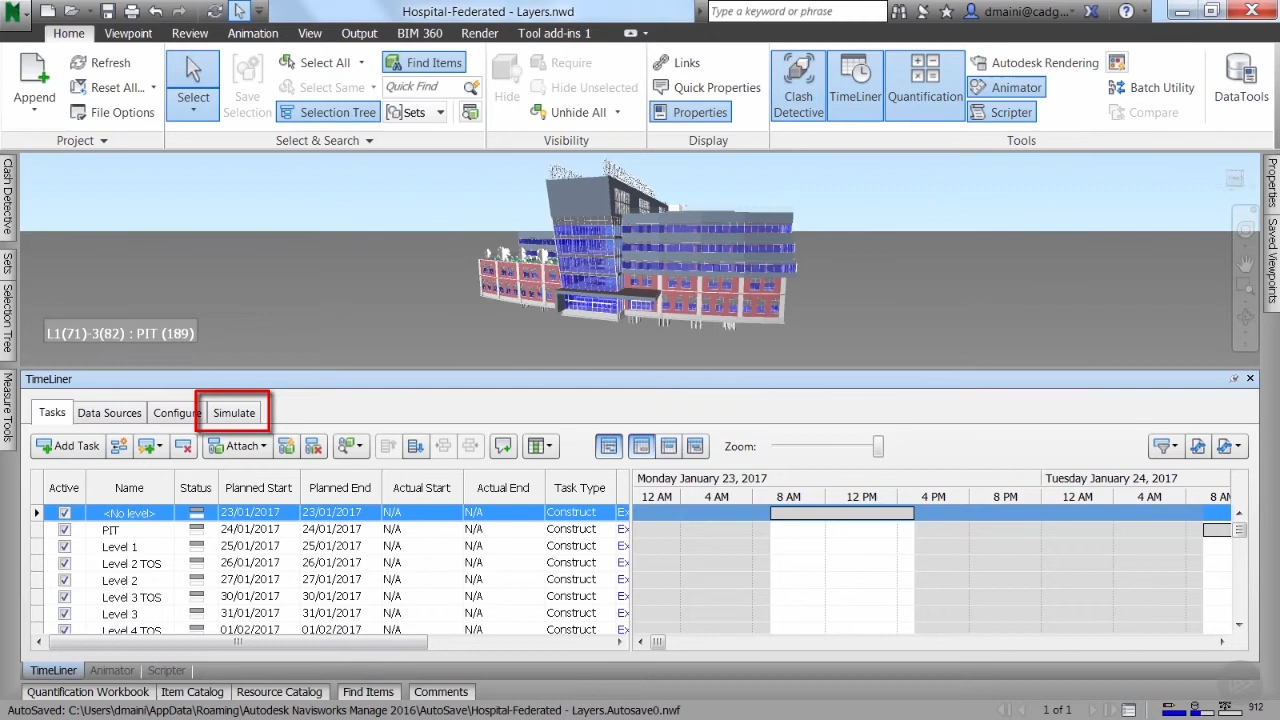 Hospital-Federated - Layers.nwd
Type a keyword or phrase
dmaini@cadg...
Home Viewpoint Review Animation View Output BIM 360 Render Tool add-ins 1
Append
Refresh
Reset All...
File Options
Project
Select
Save Selection
Select All
Select Same
Selection Tree
Find Items
Quick Find
Sets
Select & Search
Hide
Require
Hide Unselected
Unhide All
Visibility
Links
Quick Properties
Properties
Display
Clash Detective
TimeLiner
Quantification
Autodesk Rendering
Animator
Scripter
Batch Utility
Compare
DataTools
Tools
Clash Detective
Sets
Selection Tree
Measure Tools
Properties
Saved Viewpoints
L1(71)-3(82) : PIT (189)
TimeLiner
Tasks Data Sources Configure Simulate
Add Task Attach Zoom:
Active Name Status Planned Start Planned End Actual Start Actual End Task Type
Monday January 23, 2017 Tuesday January 24, 2017
12 AM 4 AM 8 AM 12 PM 4 PM 8 PM 12 AM 4 AM 8 AM
<No level> 23/01/2017 23/01/2017 N/A N/A Construct Ex
PIT 24/01/2017 24/01/2017 N/A N/A Construct Ex
Level 1 25/01/2017 25/01/2017 N/A N/A Construct Ex
Level 2 TOS 26/01/2017 26/01/2017 N/A N/A Construct Ex
Level 2 27/01/2017 27/01/2017 N/A N/A Construct Ex
Level 3 TOS 30/01/2017 30/01/2017 N/A N/A Construct Ex
Level 3 31/01/2017 31/01/2017 N/A N/A Construct Ex
Level 4 TOS 01/02/2017 01/02/2017 N/A N/A Construct Ex
TimeLiner Animator Scripter
Quantification Workbook Item Catalog Resource Catalog Find Items Comments
AutoSaved: C:\Users\dmaini\AppData\Roaming\Autodesk Navisworks Manage 2016\AutoSave\Hospital-Federated - Layers.Autosave0.nwf
1 of 1
912